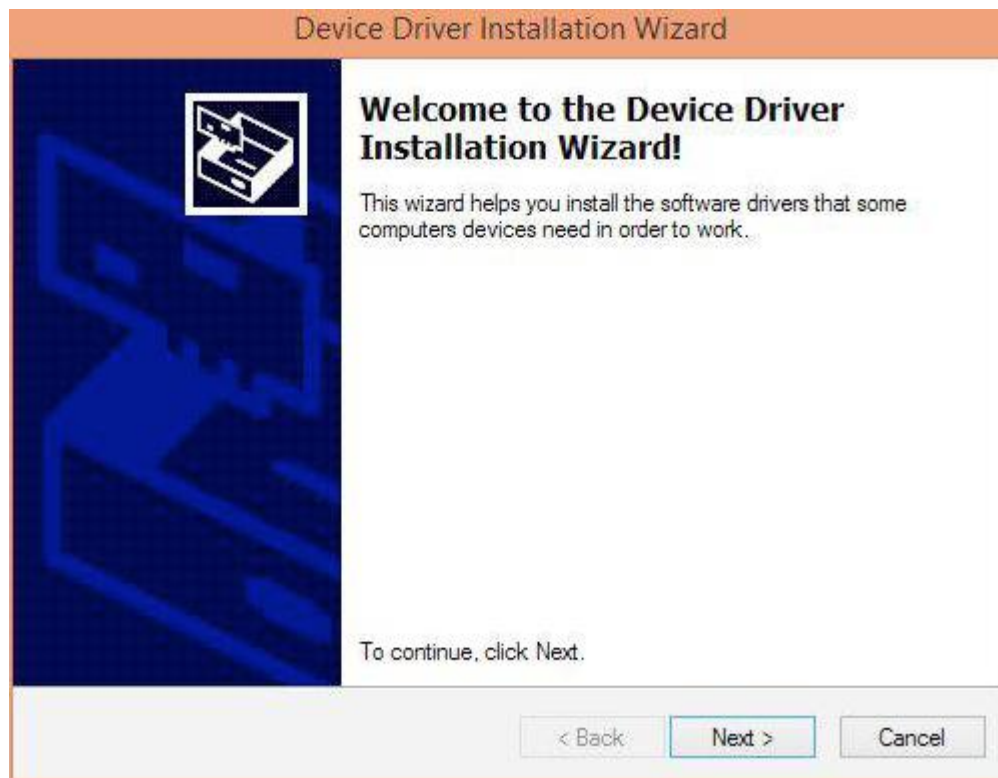 Device Driver Installation Wizard
Welcome to the Device Driver
Installation Wizard!
This wizard helps you install the software drivers that some
computers devices need in order to work.
To continue, click Next.
< Back
Next >
Cancel